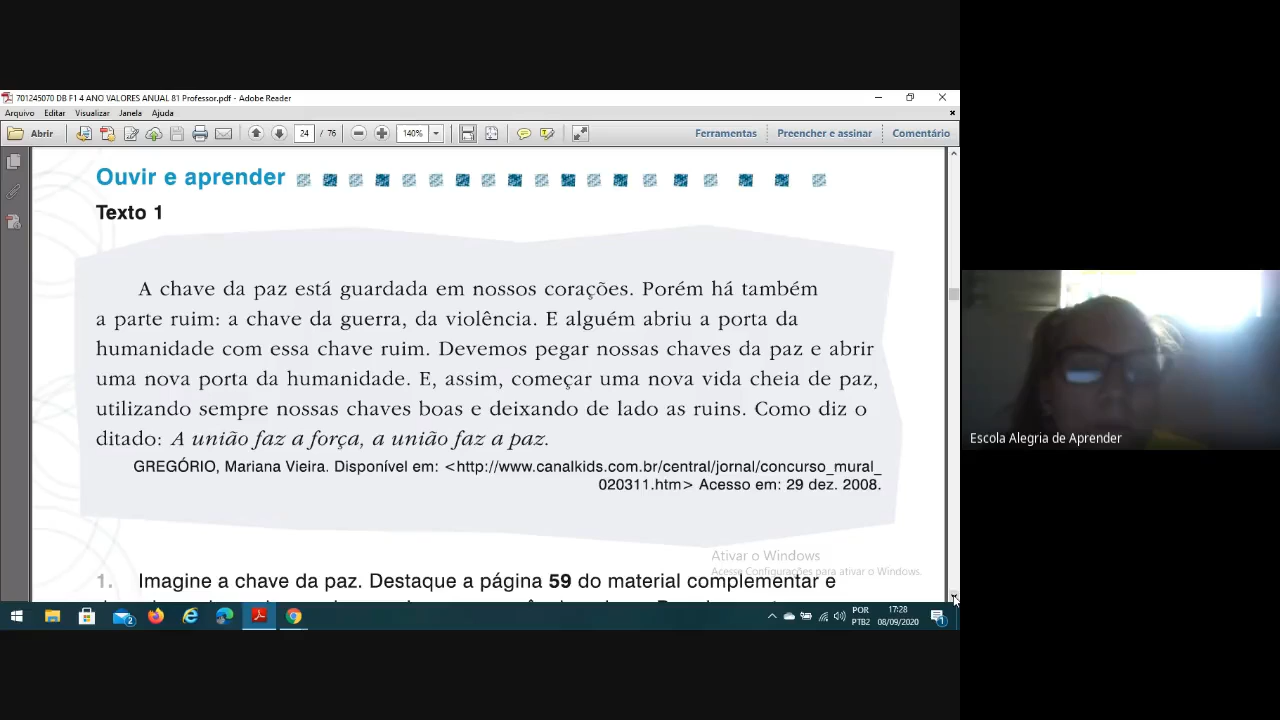 701245070 DB F1 4 ANO VALORES ANUAL 81 Professor.pdf - Adobe Reader
Arquivo Editar Visualizar Janela Ajuda
Abrir 24 / 76 140% Ferramentas Preencher e assinar Comentário
Ouvir e aprender
Texto 1
A chave da paz está guardada em nossos corações. Porém há também
a parte ruim: a chave da guerra, da violência. E alguém abriu a porta da
humanidade com essa chave ruim. Devemos pegar nossas chaves da paz e abrir
uma nova porta da humanidade. E, assim, começar uma nova vida cheia de paz,
utilizando sempre nossas chaves boas e deixando de lado as ruins. Como diz o
ditado: A união faz a força, a união faz a paz.
GREGÓRIO, Mariana Vieira. Disponível em: <http://www.canalkids.com.br/central/jornal/concurso_mural_
020311.htm> Acesso em: 29 dez. 2008.
Ativar o Windows
Acesse Configurações para ativar o Windows.
1. Imagine a chave da paz. Destaque a página 59 do material complementar e
Escola Alegria de Aprender
POR 17:28
PTB2 08/09/2020